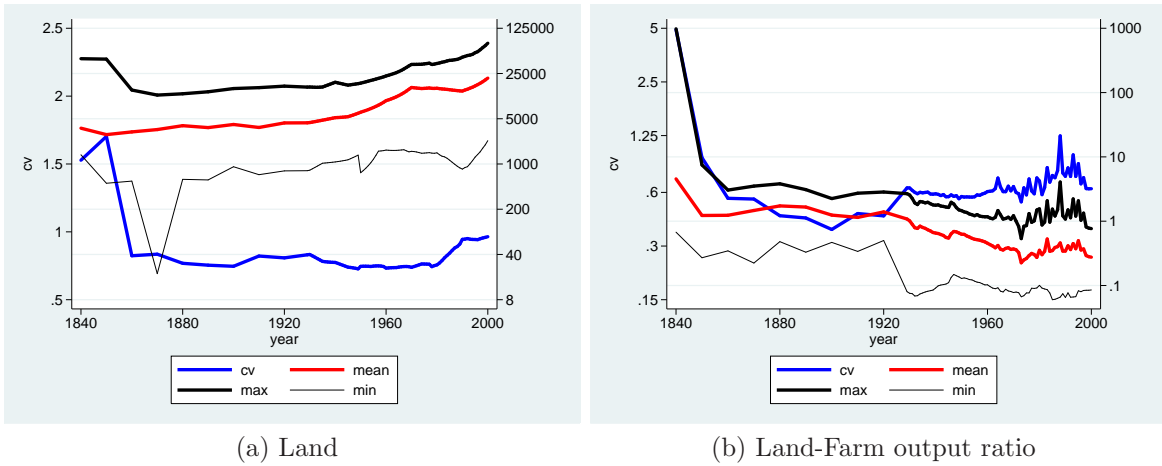 2.5
2
1.5
1
.5
cv
125000
25000
5000
1000
200
40
8
1840 1880 1920 1960 2000
year
cv mean
max min
(a) Land
5
2.5
1.25
.6
.3
.15
cv
1000
100
10
1
.1
1840 1880 1920 1960 2000
year
cv mean
max min
(b) Land-Farm output ratio